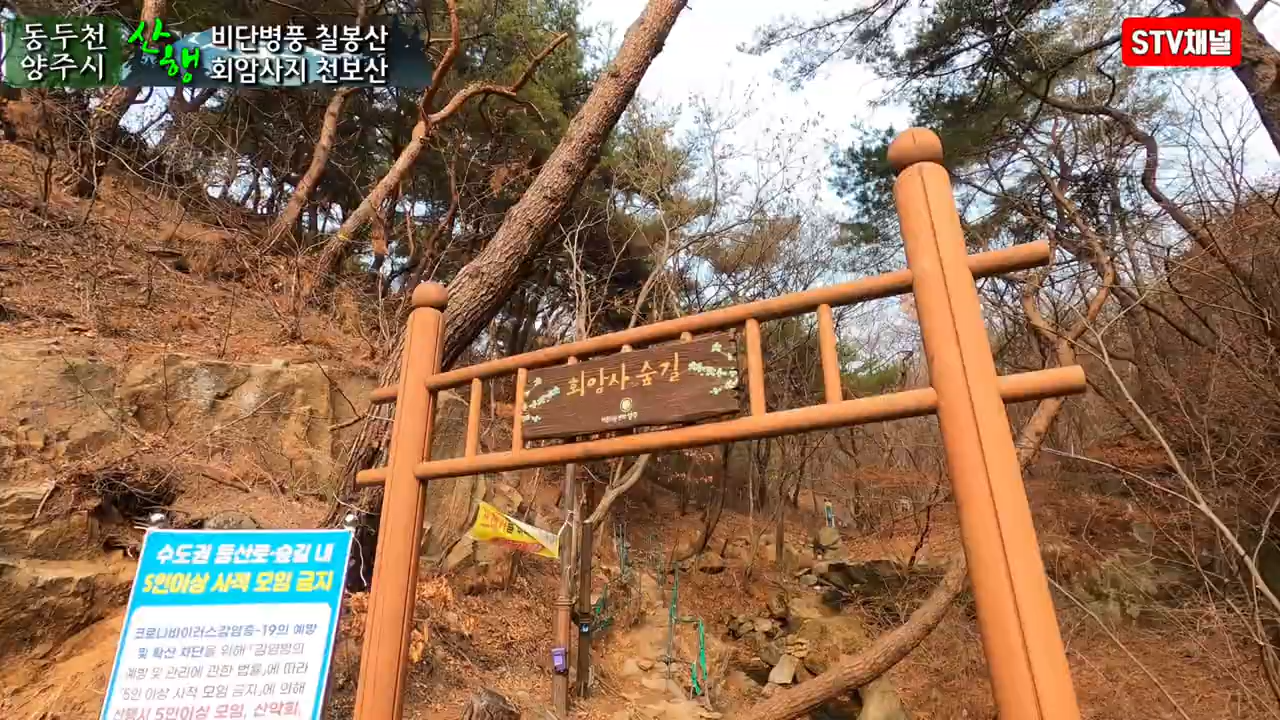 동두천
양주시
산행
비단병풍 칠봉산
회암사지 천보산
STV채널
회암사 숲길
수도권 등산로·숲길 내
5인이상 사적 모임 금지
코로나바이러스감염증-19의 예방
및 확산 차단을 위해 「감염병의
예방 및 관리에 관한 법률」에 따라
「5인 이상 사적 모임 금지」에 의해
산행시 5인이상 모임, 산악회,